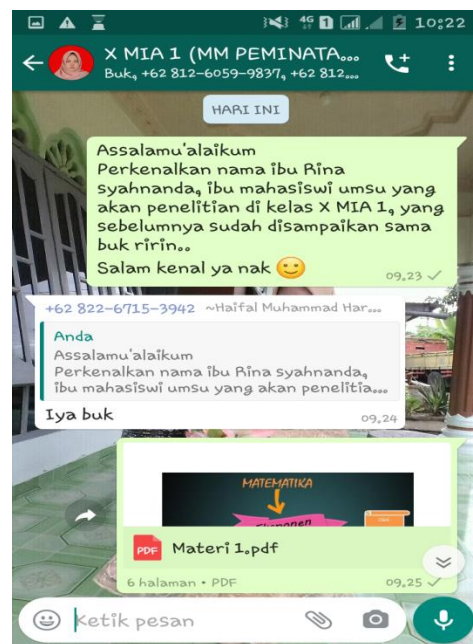 4G 1 10:22
X MIA 1 (MM PEMINATA...
Buk, +62 812-6059-9837, +62 812...
HARI INI
Assalamu'alaikum
Perkenalkan nama ibu Rina
syahnanda, ibu mahasiswi umsu yang
akan penelitian di kelas X MIA 1, yang
sebelumnya sudah disampaikan sama
buk ririn..
Salam kenal ya nak 🙂
09.23
+62 822-6715-3942 ~Haifal Muhammad Har...
Anda
Assalamu'alaikum
Perkenalkan nama ibu Rina syahnanda,
ibu mahasiswi umsu yang akan penelitia...
Iya buk
09.24
MATEMATIKA
Eksponen
PDF Materi 1.pdf
6 halaman • PDF 09.25
Ketik pesan